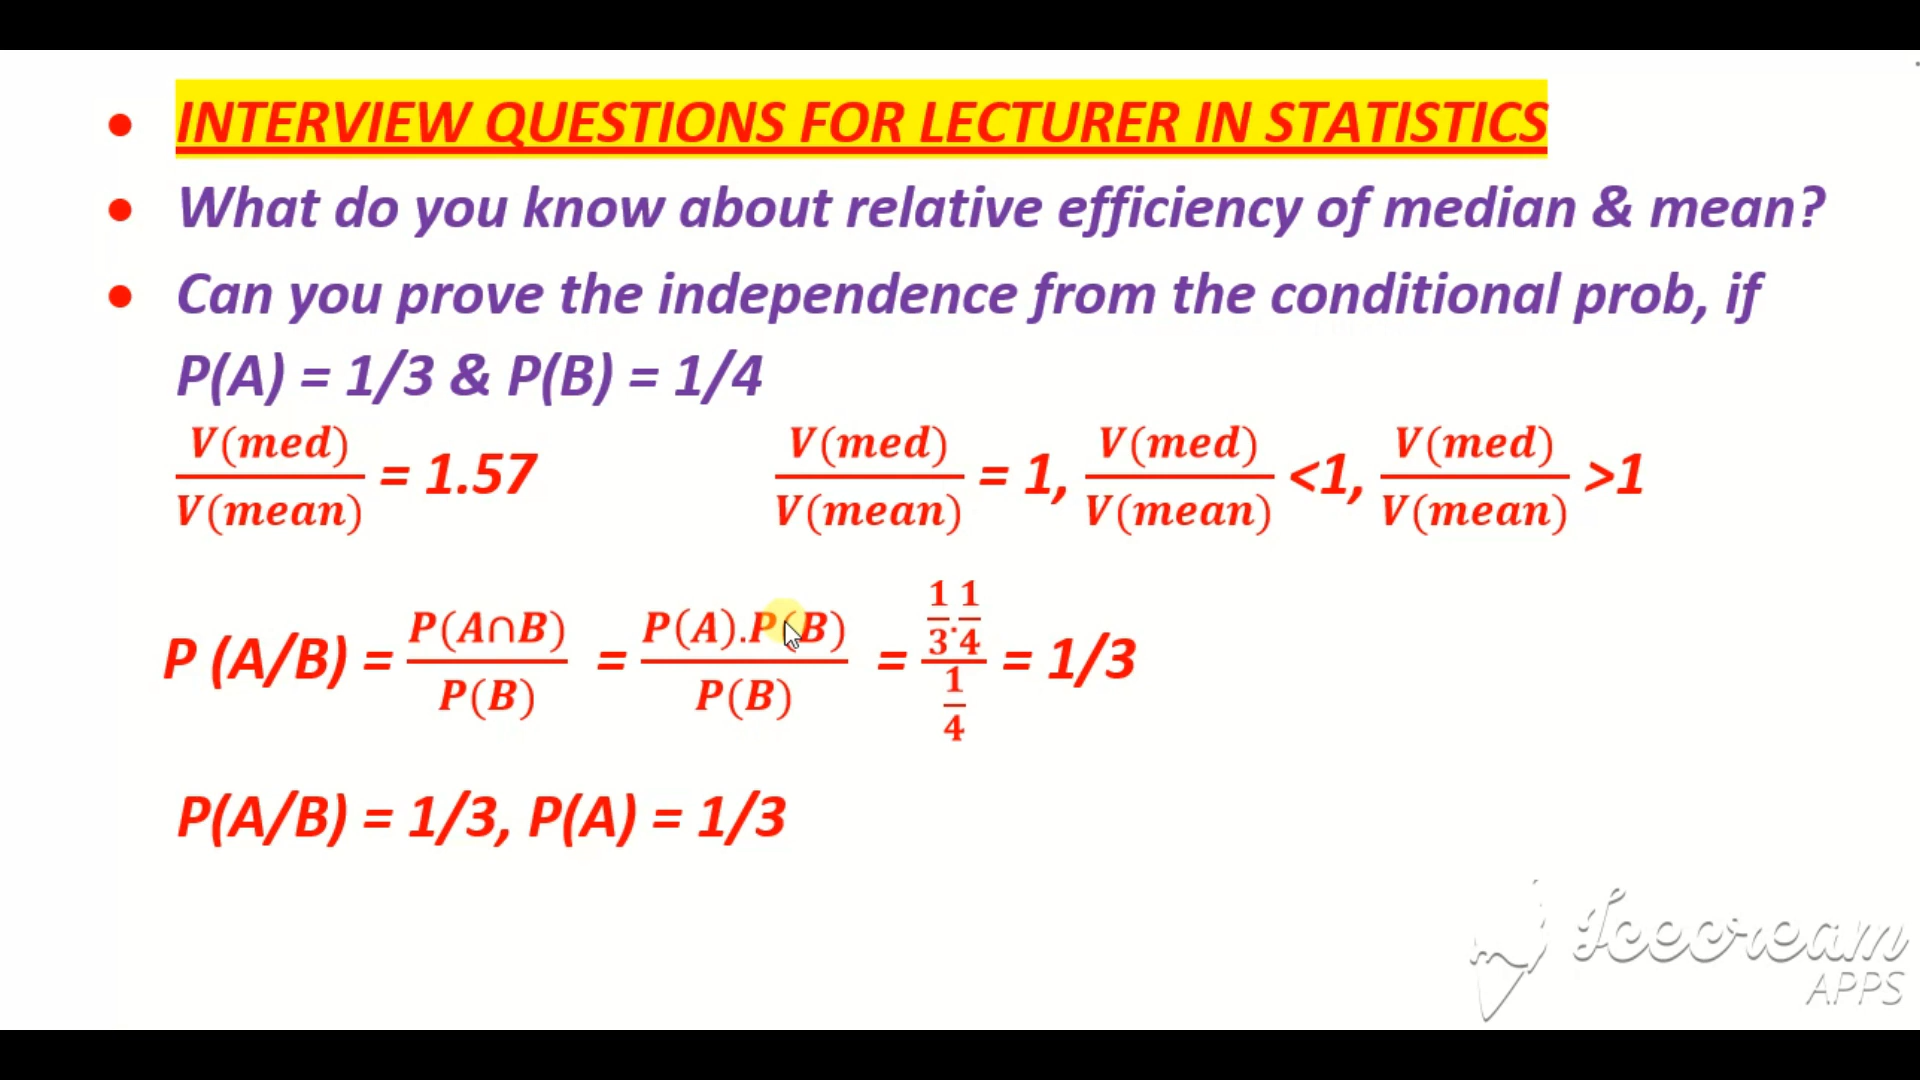 INTERVIEW QUESTIONS FOR LECTURER IN STATISTICS
What do you know about relative efficiency of median & mean?
Can you prove the independence from the conditional prob, if
P(A) = 1/3 & P(B) = 1/4
V(med)/V(mean) = 1.57 V(med)/V(mean) = 1, V(med)/V(mean) <1, V(med)/V(mean) >1
P (A/B) = P(A∩B)/P(B) = P(A).P(B)/P(B) = 1/3.1/4/1/4 = 1/3
P(A/B) = 1/3, P(A) = 1/3
Icecream
APPS